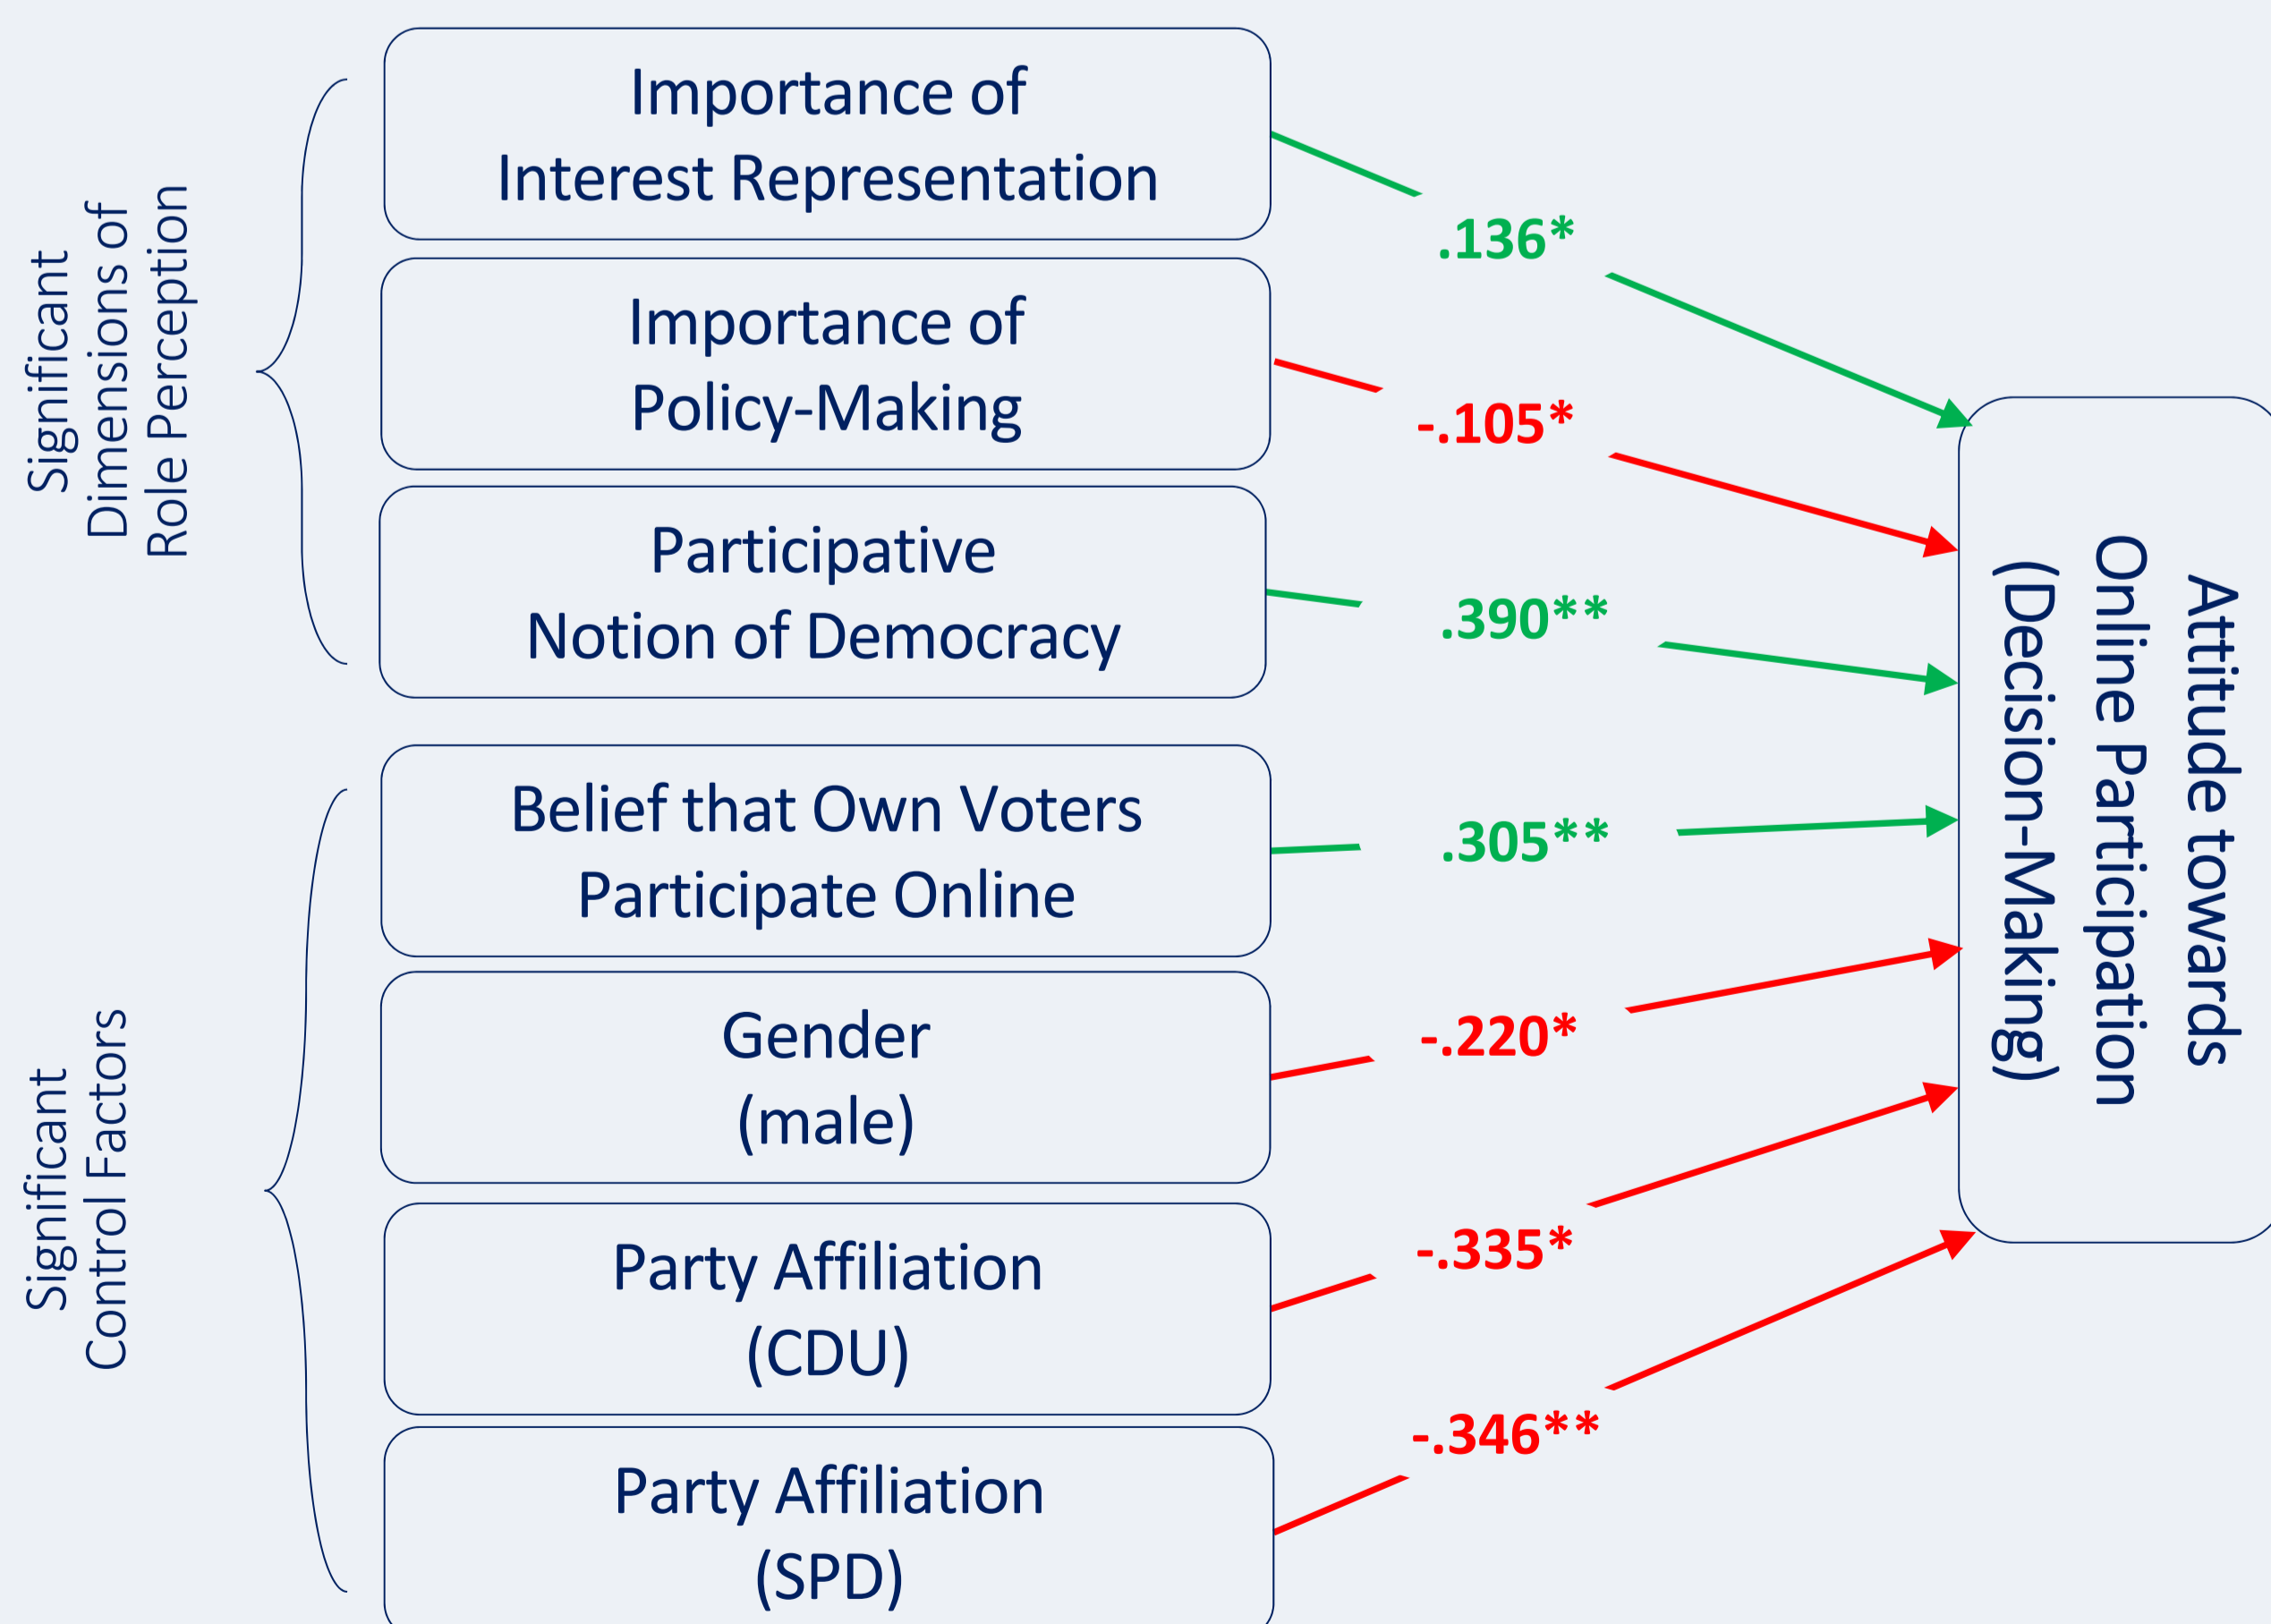 Significant
Dimensions of
Role Perception
Importance of
Interest Representation
.136*
Importance of
Policy-Making
-.105*
Participative
Notion of Democracy
.390**
Significant
Control Factors
Belief that Own Voters
Participate Online
.305**
Gender
(male)
-.220*
Party Affiliation
(CDU)
-.335*
Party Affiliation
(SPD)
-.346**
Attitude towards
Online Participation
(Decision-Making)